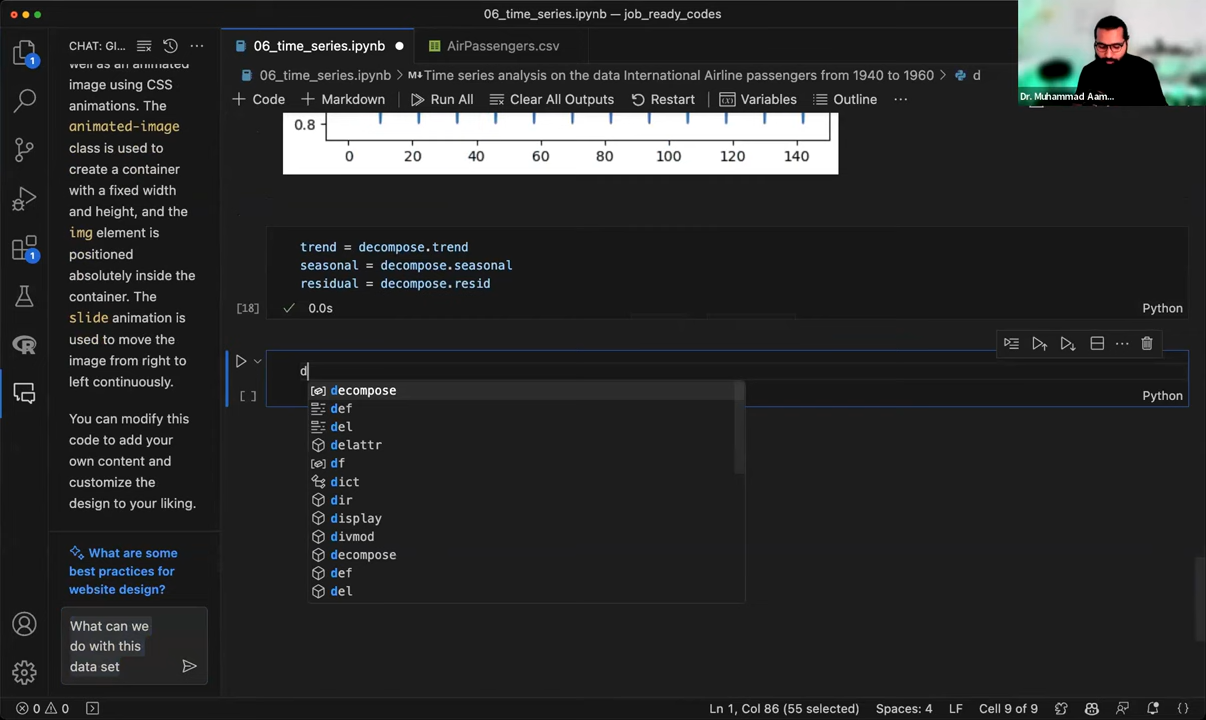 06_time_series.ipynb — job_ready_codes
CHAT: GI...
06_time_series.ipynb
AirPassengers.csv
06_time_series.ipynb > M↓Time series analysis on the data International Airline passengers from 1940 to 1960 > d
+ Code + Markdown Run All Clear All Outputs Restart Variables Outline ...
Dr. Muhammad Aam...
1
1
well as an animated
image using CSS
animations. The
animated-image
class is used to
create a container
with a fixed width
and height, and the
img element is
positioned
absolutely inside the
container. The
slide animation is
used to move the
image from right to
left continuously.
You can modify this
code to add your
own content and
customize the
design to your liking.
What are some
best practices for
website design?
What can we
do with this
data set
0.8
0 20 40 60 80 100 120 140
trend = decompose.trend
seasonal = decompose.seasonal
residual = decompose.resid
[18] 0.0s Python
d
[ ] Python
decompose
def
del
delattr
df
dict
dir
display
divmod
decompose
def
del
0 0 Ln 1, Col 86 (55 selected) Spaces: 4 LF Cell 9 of 9